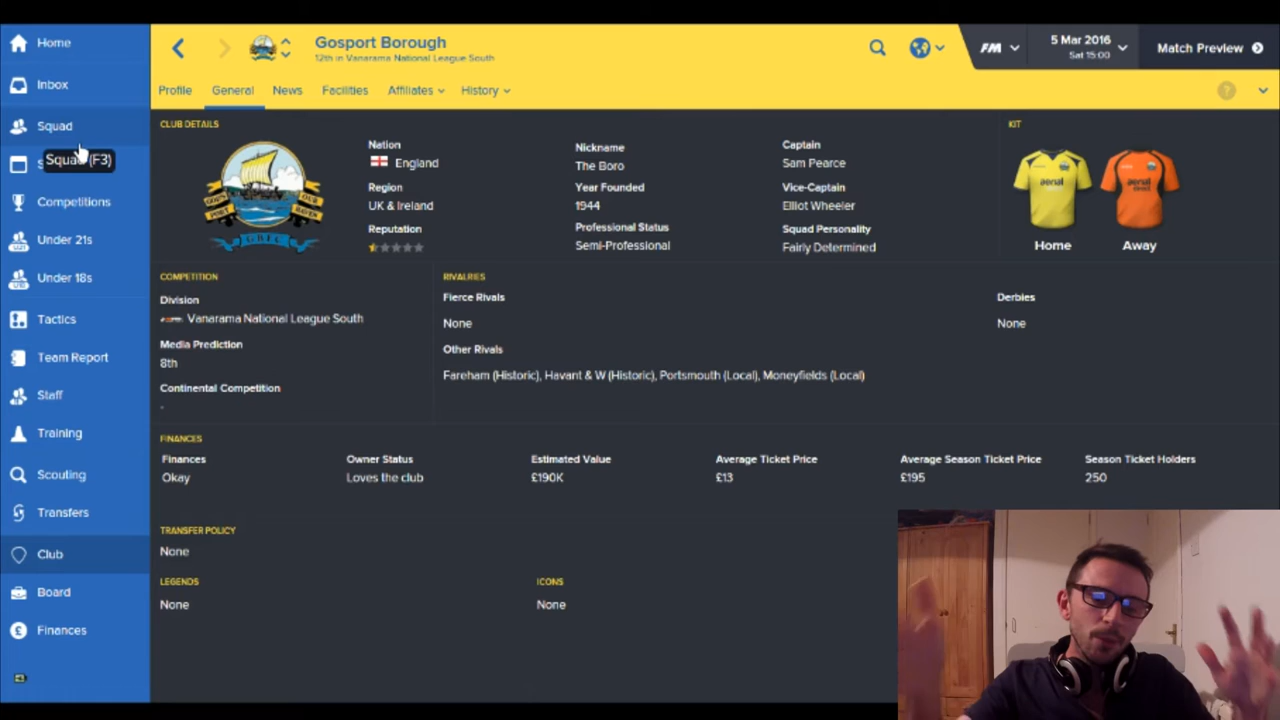 Home
Inbox
Squad
Squad (F3)
Competitions
Under 21s
Under 18s
Tactics
Team Report
Staff
Training
Scouting
Transfers
Club
Board
Finances
Gosport Borough
12th in Vanarama National League South
FM
5 Mar 2016
Sat 15:00
Match Preview
Profile General News Facilities Affiliates History
?
CLUB DETAILS
Nation
England
Region
UK & Ireland
Reputation
Nickname
The Boro
Year Founded
1944
Professional Status
Semi-Professional
Captain
Sam Pearce
Vice-Captain
Elliot Wheeler
Squad Personality
Fairly Determined
KIT
aerial
aerial
Home
Away
COMPETITION
Division
Vanarama National League South
Media Prediction
8th
Continental Competition
-
RIVALRIES
Fierce Rivals
None
Other Rivals
Fareham (Historic), Havant & W (Historic), Portsmouth (Local), Moneyfields (Local)
Derbies
None
FINANCES
Finances
Okay
Owner Status
Loves the club
Estimated Value
£190K
Average Ticket Price
£13
Average Season Ticket Price
£195
Season Ticket Holders
250
TRANSFER POLICY
None
LEGENDS
None
ICONS
None